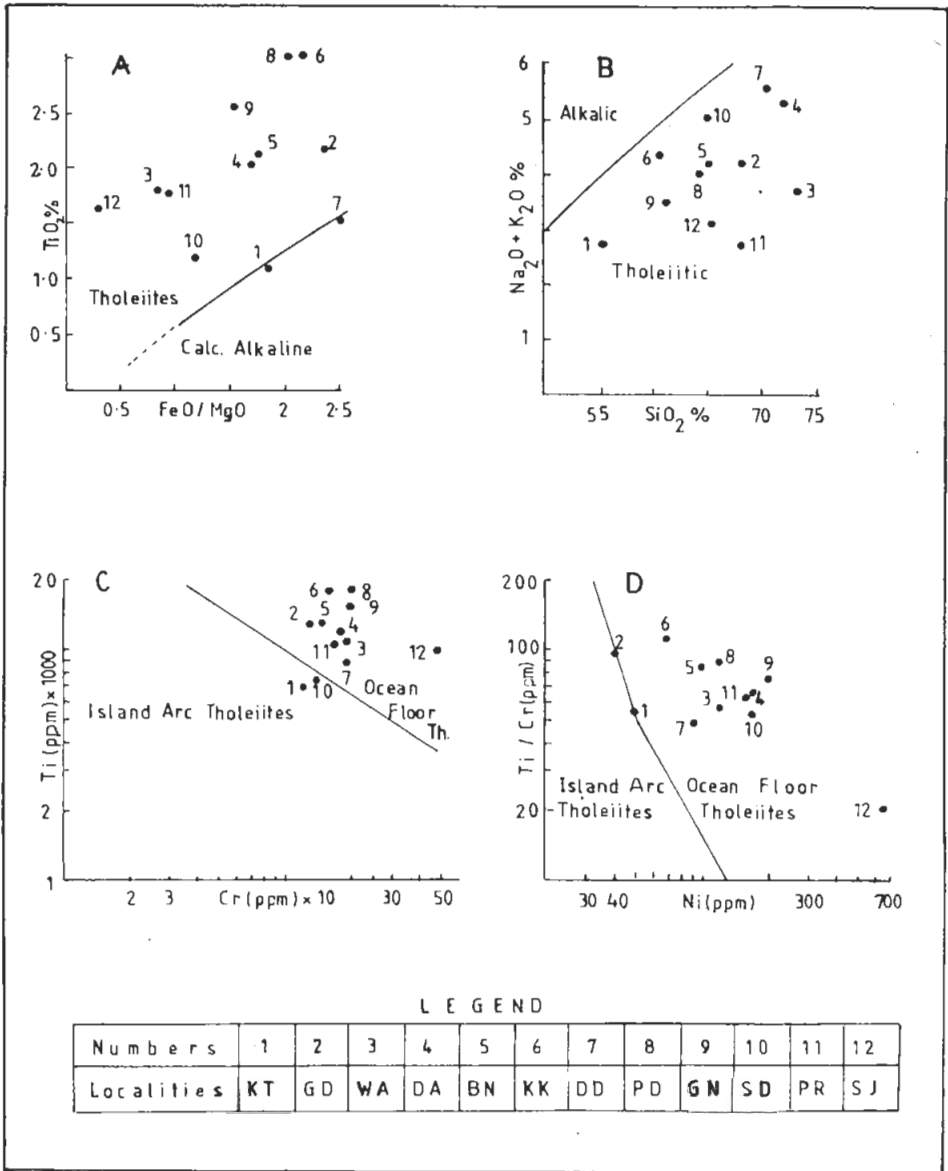 A
TiO2%
2·5
2·0
1·0
0·5
8
6
9
5
4
2
3
11
12
7
10
1
Tholeiites
Calc. Alkaline
0·5 FeO/MgO 2 2·5
B
Na2O + K2O %
6
5
1
Alkalic
7
4
10
6
5
2
8
3
9
12
1
11
Tholeiitic
55 SiO2 % 70 75
C
Ti (ppm) x 1000
20
2
1
6
8
5
9
2
4
11
3
12
7
1
10
Ocean
Floor
Th.
Island Arc Tholeiites
2 3 Cr(ppm) x 10 30 50
D
Ti / Cr(ppm)
200
100
20
2
6
5
8
9
3
11
4
1
7
10
12
Island Arc
Tholeiites
Ocean Floor
Tholeiites
30 40 Ni(ppm) 300 700
LEGEND
Numbers 1 2 3 4 5 6 7 8 9 10 11 12
Localities KT GD WA DA BN KK DD PD GN SD PR SJ